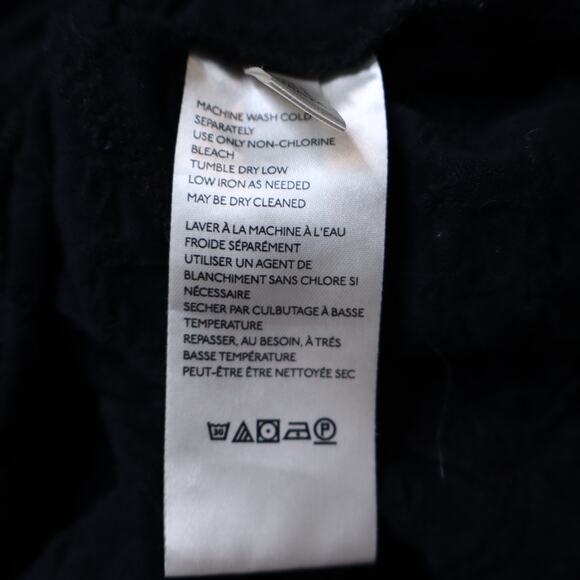 MACHINE WASH COLD
SEPARATELY
USE ONLY NON-CHLORINE
BLEACH
TUMBLE DRY LOW
LOW IRON AS NEEDED
MAY BE DRY CLEANED
LAVER À LA MACHINE À L'EAU
FROIDE SÉPARÉMENT
UTILISER UN AGENT DE
BLANCHIMENT SANS CHLORE SI
NÉCESSAIRE
SECHER PAR CULBUTAGE À BASSE
TEMPERATURE
REPASSER, AU BESOIN, À TRÉS
BASSE TEMPÉRATURE
PEUT-ÊTRE ÊTRE NETTOYÉE SEC
30
P